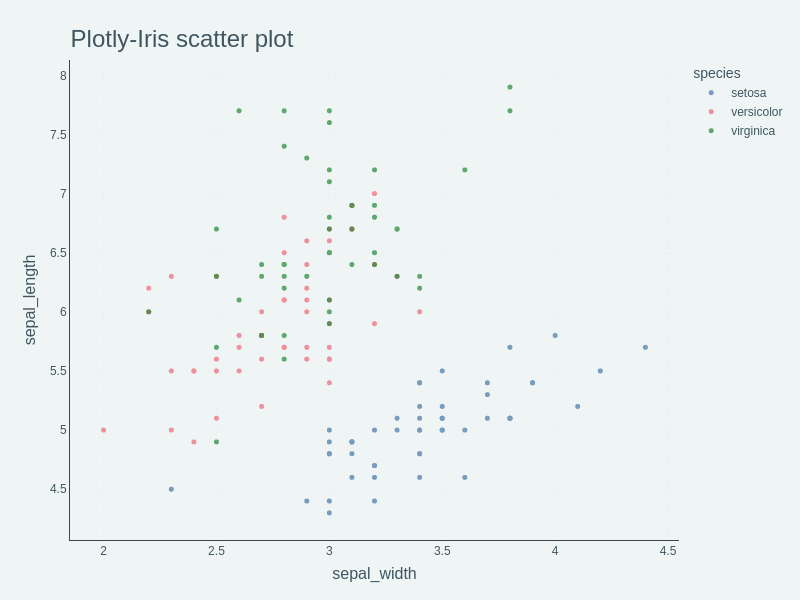 Plotly-Iris scatter plot
species
setosa
versicolor
virginica
8
7.5
7
6.5
6
5.5
5
4.5
sepal_length
2
2.5
3
3.5
4
4.5
sepal_width